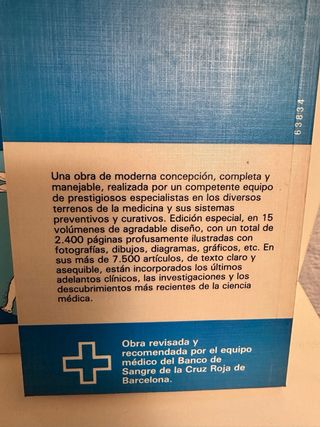 63834
Una obra de moderna concepción, completa y
manejable, realizada por un competente equipo
de prestigiosos especialistas en los diversos
terrenos de la medicina y sus sistemas
preventivos y curativos. Edición especial, en 15
volúmenes de agradable diseño, con un total de
2.400 páginas profusamente ilustradas con
fotografías, dibujos, diagramas, gráficos, etc. En
sus más de 7.500 artículos, de texto claro y
asequible, están incorporados los últimos
adelantos clínicos, las investigaciones y los
descubrimientos más recientes de la ciencia
médica.
Obra revisada y
recomendada por el equipo
médico del Banco de
Sangre de la Cruz Roja de
Barcelona.